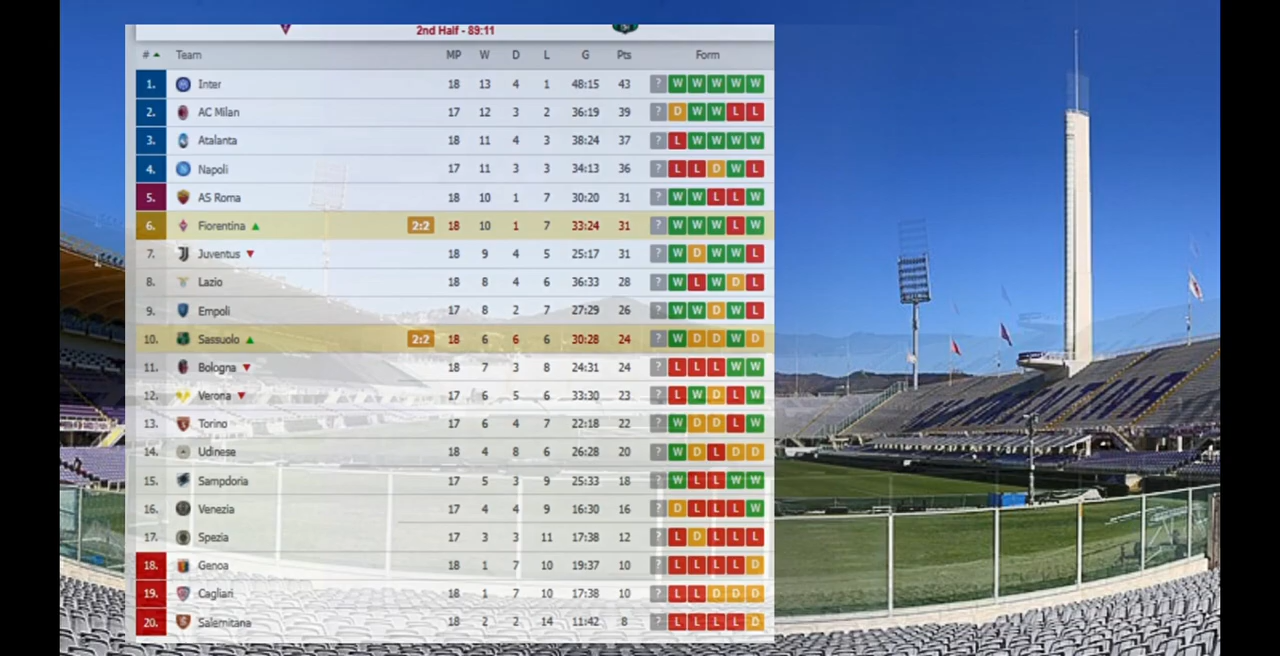 2nd Half - 89:11
# Team MP W D L G Pts Form
1. Inter 18 13 4 1 48:15 43 ? W W W W W
2. AC Milan 17 12 3 2 36:19 39 ? D W W L L
3. Atalanta 18 11 4 3 38:24 37 ? L W W W W
4. Napoli 17 11 3 3 34:13 36 ? L L D W L
5. AS Roma 18 10 1 7 30:20 31 ? W W L L W
6. Fiorentina 2:2 18 10 1 7 33:24 31 ? W W W L W
7. Juventus 18 9 4 5 25:17 31 ? W D W W L
8. Lazio 18 8 4 6 36:33 28 ? W L W D L
9. Empoli 17 8 2 7 27:29 26 ? W W D W L
10. Sassuolo 2:2 18 6 6 6 30:28 24 ? W D D W D
11. Bologna 18 7 3 8 24:31 24 ? L L L W W
12. Verona 17 6 5 6 33:30 23 ? L W D L W
13. Torino 17 6 4 7 22:18 22 ? W D D L W
14. Udinese 18 4 8 6 26:28 20 ? W D L D D
15. Sampdoria 17 5 3 9 25:33 18 ? W L L W W
16. Venezia 17 4 4 9 16:30 16 ? D L L L W
17. Spezia 17 3 3 11 17:38 12 ? L D L L L
18. Genoa 18 1 7 10 19:37 10 ? L L L L D
19. Cagliari 18 1 7 10 17:38 10 ? L L D D D
20. Salernitana 18 2 2 14 11:42 8 ? L L L L D